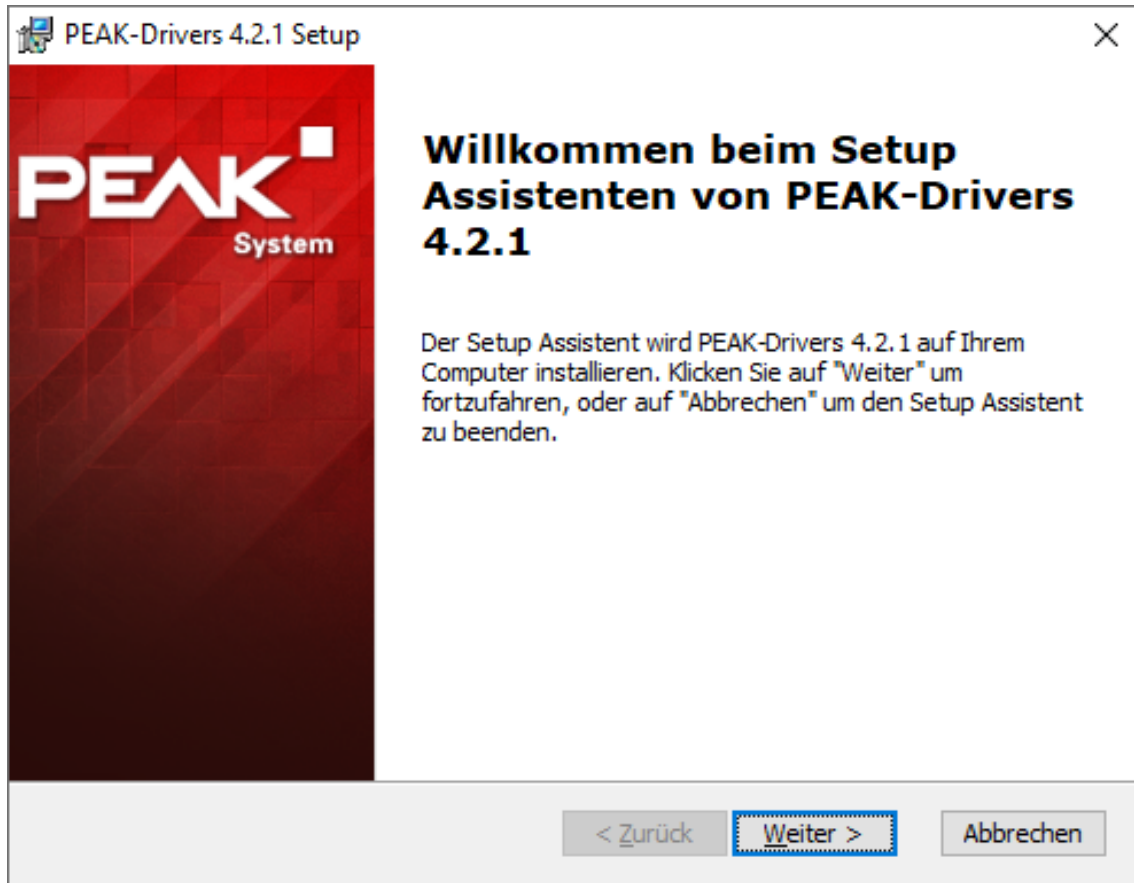 PEAK-Drivers 4.2.1 Setup
PEAK
System
Willkommen beim Setup
Assistenten von PEAK-Drivers
4.2.1
Der Setup Assistent wird PEAK-Drivers 4.2.1 auf Ihrem
Computer installieren. Klicken Sie auf "Weiter" um
fortzufahren, oder auf "Abbrechen" um den Setup Assistent
zu beenden.
< Zurück
Weiter >
Abbrechen